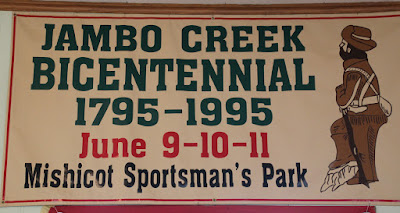 JAMBO CREEK
BICENTENNIAL
1795-1995
June 9-10-11
Mishicot Sportsman's Park